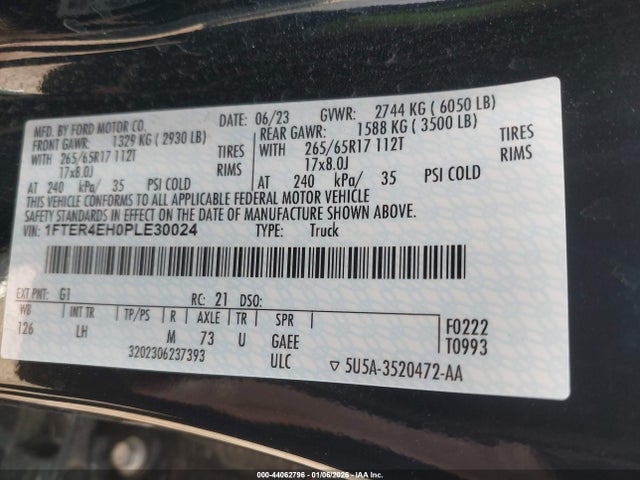 MFD. BY FORD MOTOR CO.
DATE: 06/23 GVWR: 2744 KG ( 6050 LB)
FRONT GAWR: 1329 KG ( 2930 LB) REAR GAWR: 1588 KG ( 3500 LB)
WITH 265/65R17 112T TIRES WITH 265/65R17 112T TIRES
17x8.0J RIMS 17x8.0J RIMS
AT 240 kPa/ 35 PSI COLD AT 240 kPa/ 35 PSI COLD
THIS VEHICLE CONFORMS TO ALL APPLICABLE FEDERAL MOTOR VEHICLE
SAFETY STANDARDS IN EFFECT ON THE DATE OF MANUFACTURE SHOWN ABOVE.
VIN: 1FTER4EH0PLE30024 TYPE: Truck
EXT PNT: G1 RC: 21 DSO:
WB INT TR TP/PS R AXLE TR SPR F0222
126 LH M 73 U GAEE T0993
3202306237393 ULC ▽5U5A-3520472-AA
000-44062796 - 01/06/2026 - IAA Inc.